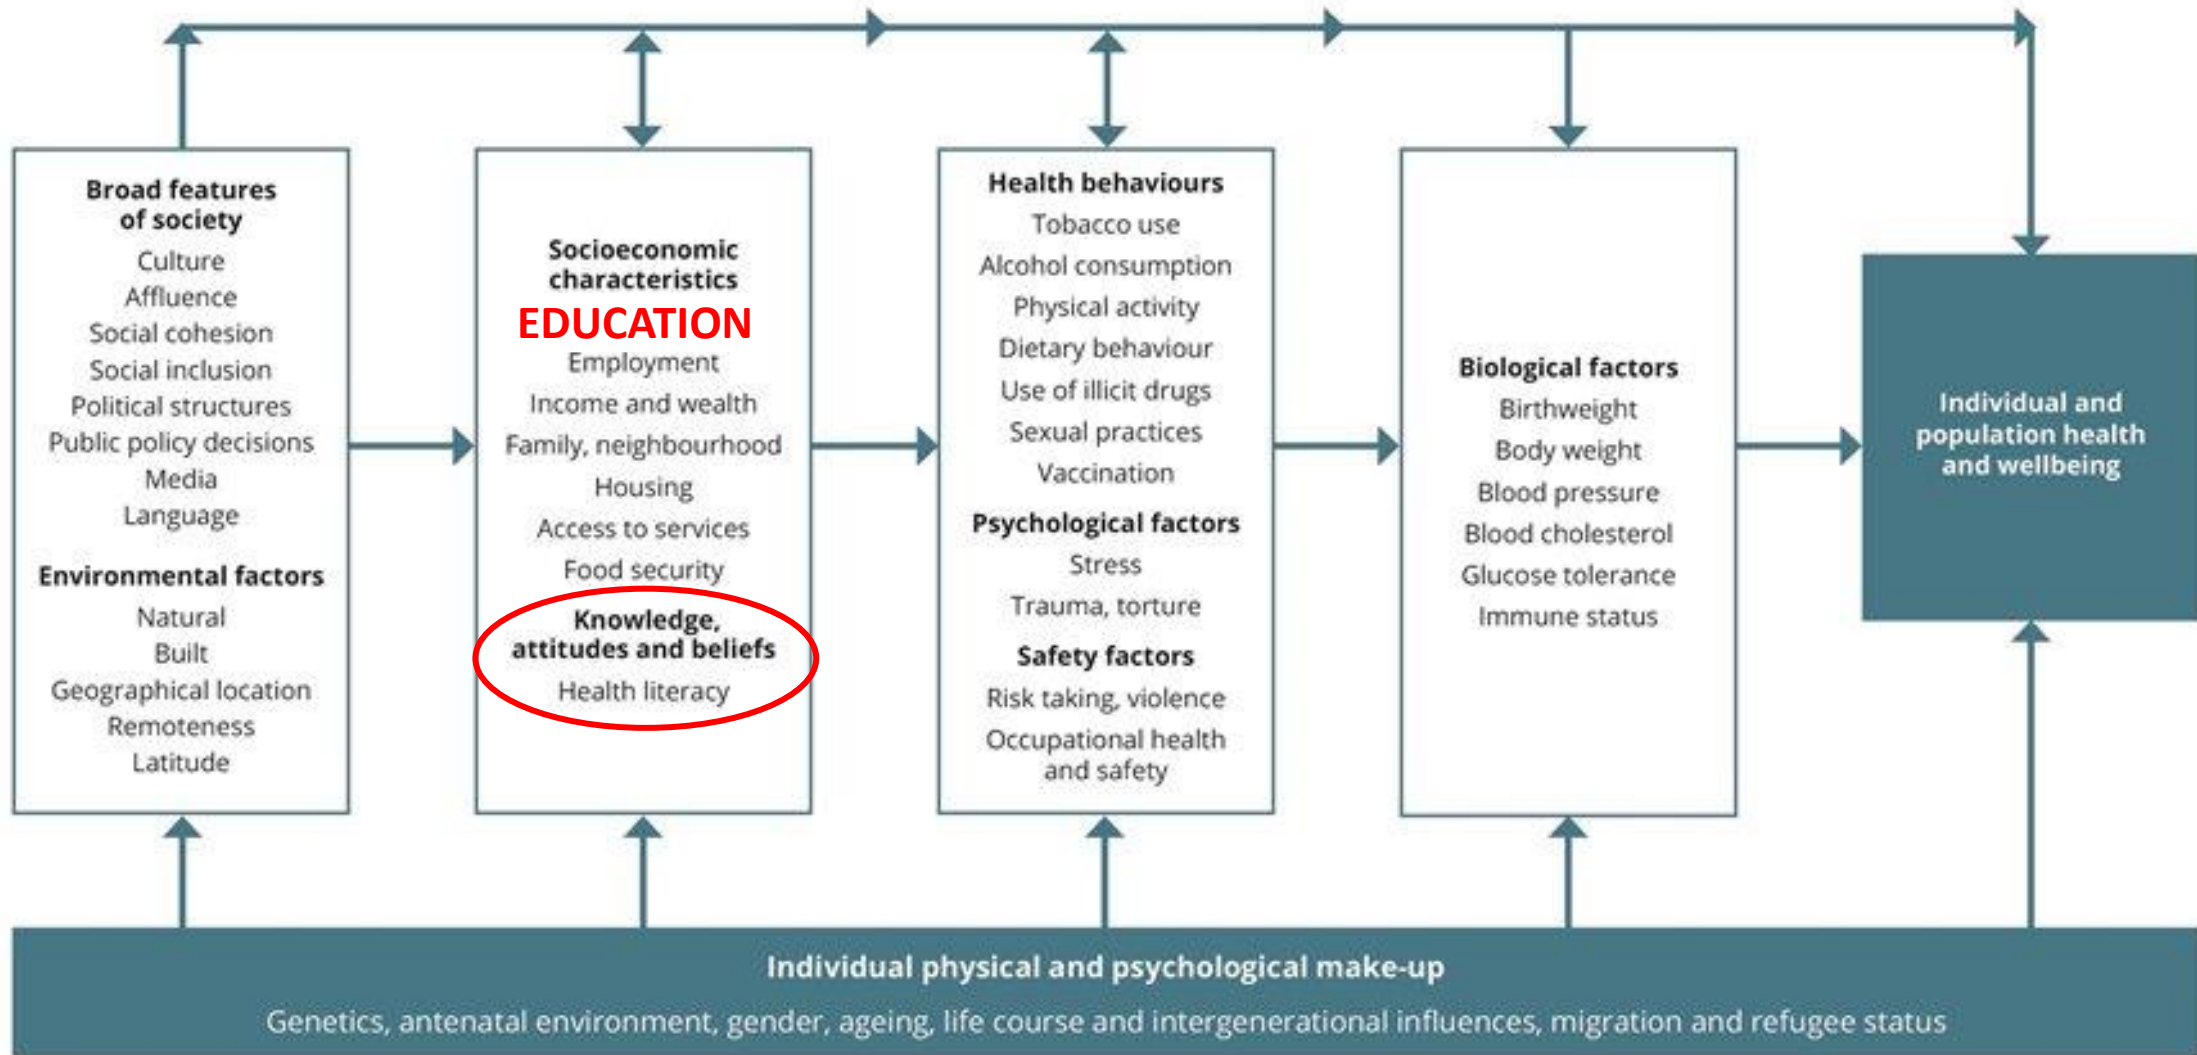 Broad features
of society
Culture
Affluence
Social cohesion
Social inclusion
Political structures
Public policy decisions
Media
Language
Environmental factors
Natural
Built
Geographical location
Remoteness
Latitude
Socioeconomic
characteristics
EDUCATION
Employment
Income and wealth
Family, neighbourhood
Housing
Access to services
Food security
Knowledge,
attitudes and beliefs
Health literacy
Health behaviours
Tobacco use
Alcohol consumption
Physical activity
Dietary behaviour
Use of illicit drugs
Sexual practices
Vaccination
Psychological factors
Stress
Trauma, torture
Safety factors
Risk taking, violence
Occupational health
and safety
Biological factors
Birthweight
Body weight
Blood pressure
Blood cholesterol
Glucose tolerance
Immune status
Individual and
population health
and wellbeing
Individual physical and psychological make-up
Genetics, antenatal environment, gender, ageing, life course and intergenerational influences, migration and refugee status